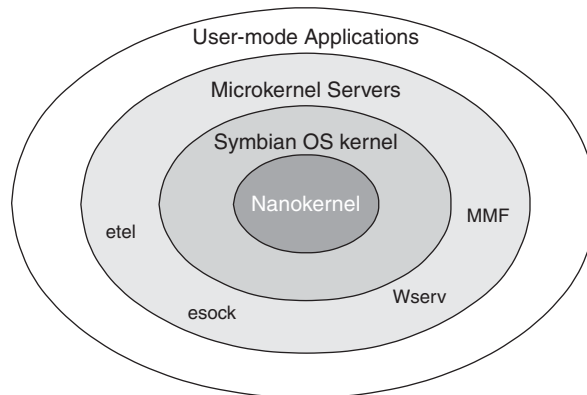 User-mode Applications
Microkernel Servers
Symbian OS kernel
Nanokernel
MMF
etel
Wserv
esock